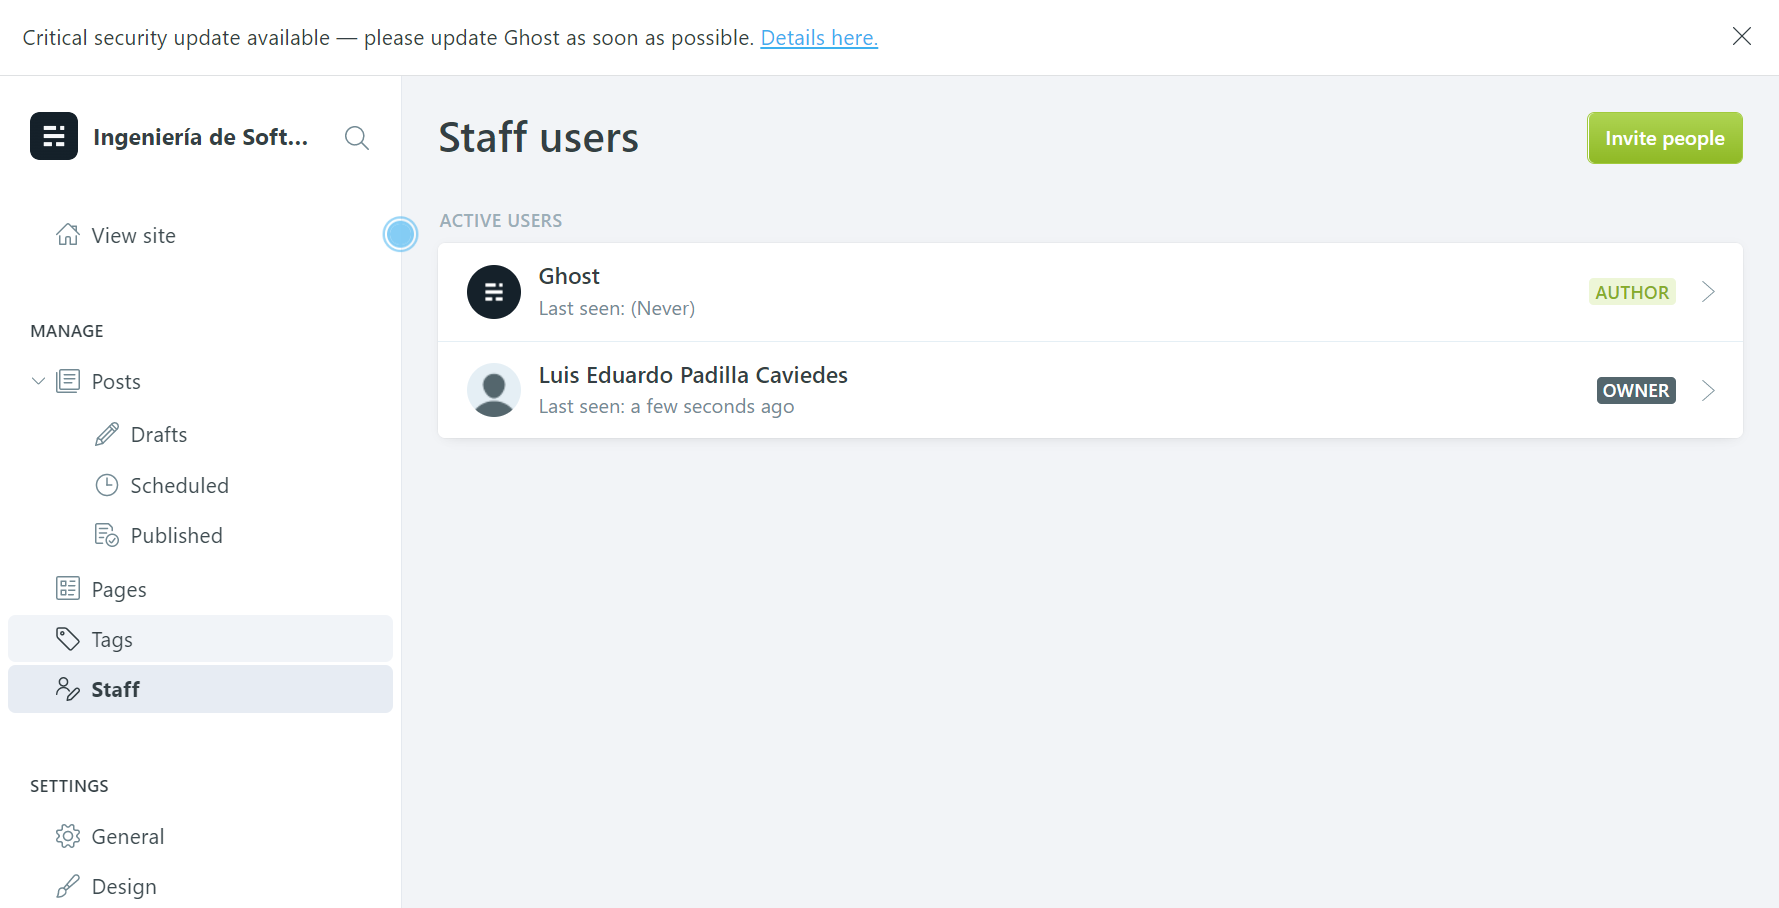 Critical security update available — please update Ghost as soon as possible. Details here.
Ingeniería de Soft...
View site
MANAGE
Posts
Drafts
Scheduled
Published
Pages
Tags
Staff
SETTINGS
General
Design
Staff users
Invite people
ACTIVE USERS
Ghost
Last seen: (Never)
AUTHOR
Luis Eduardo Padilla Caviedes
Last seen: a few seconds ago
OWNER